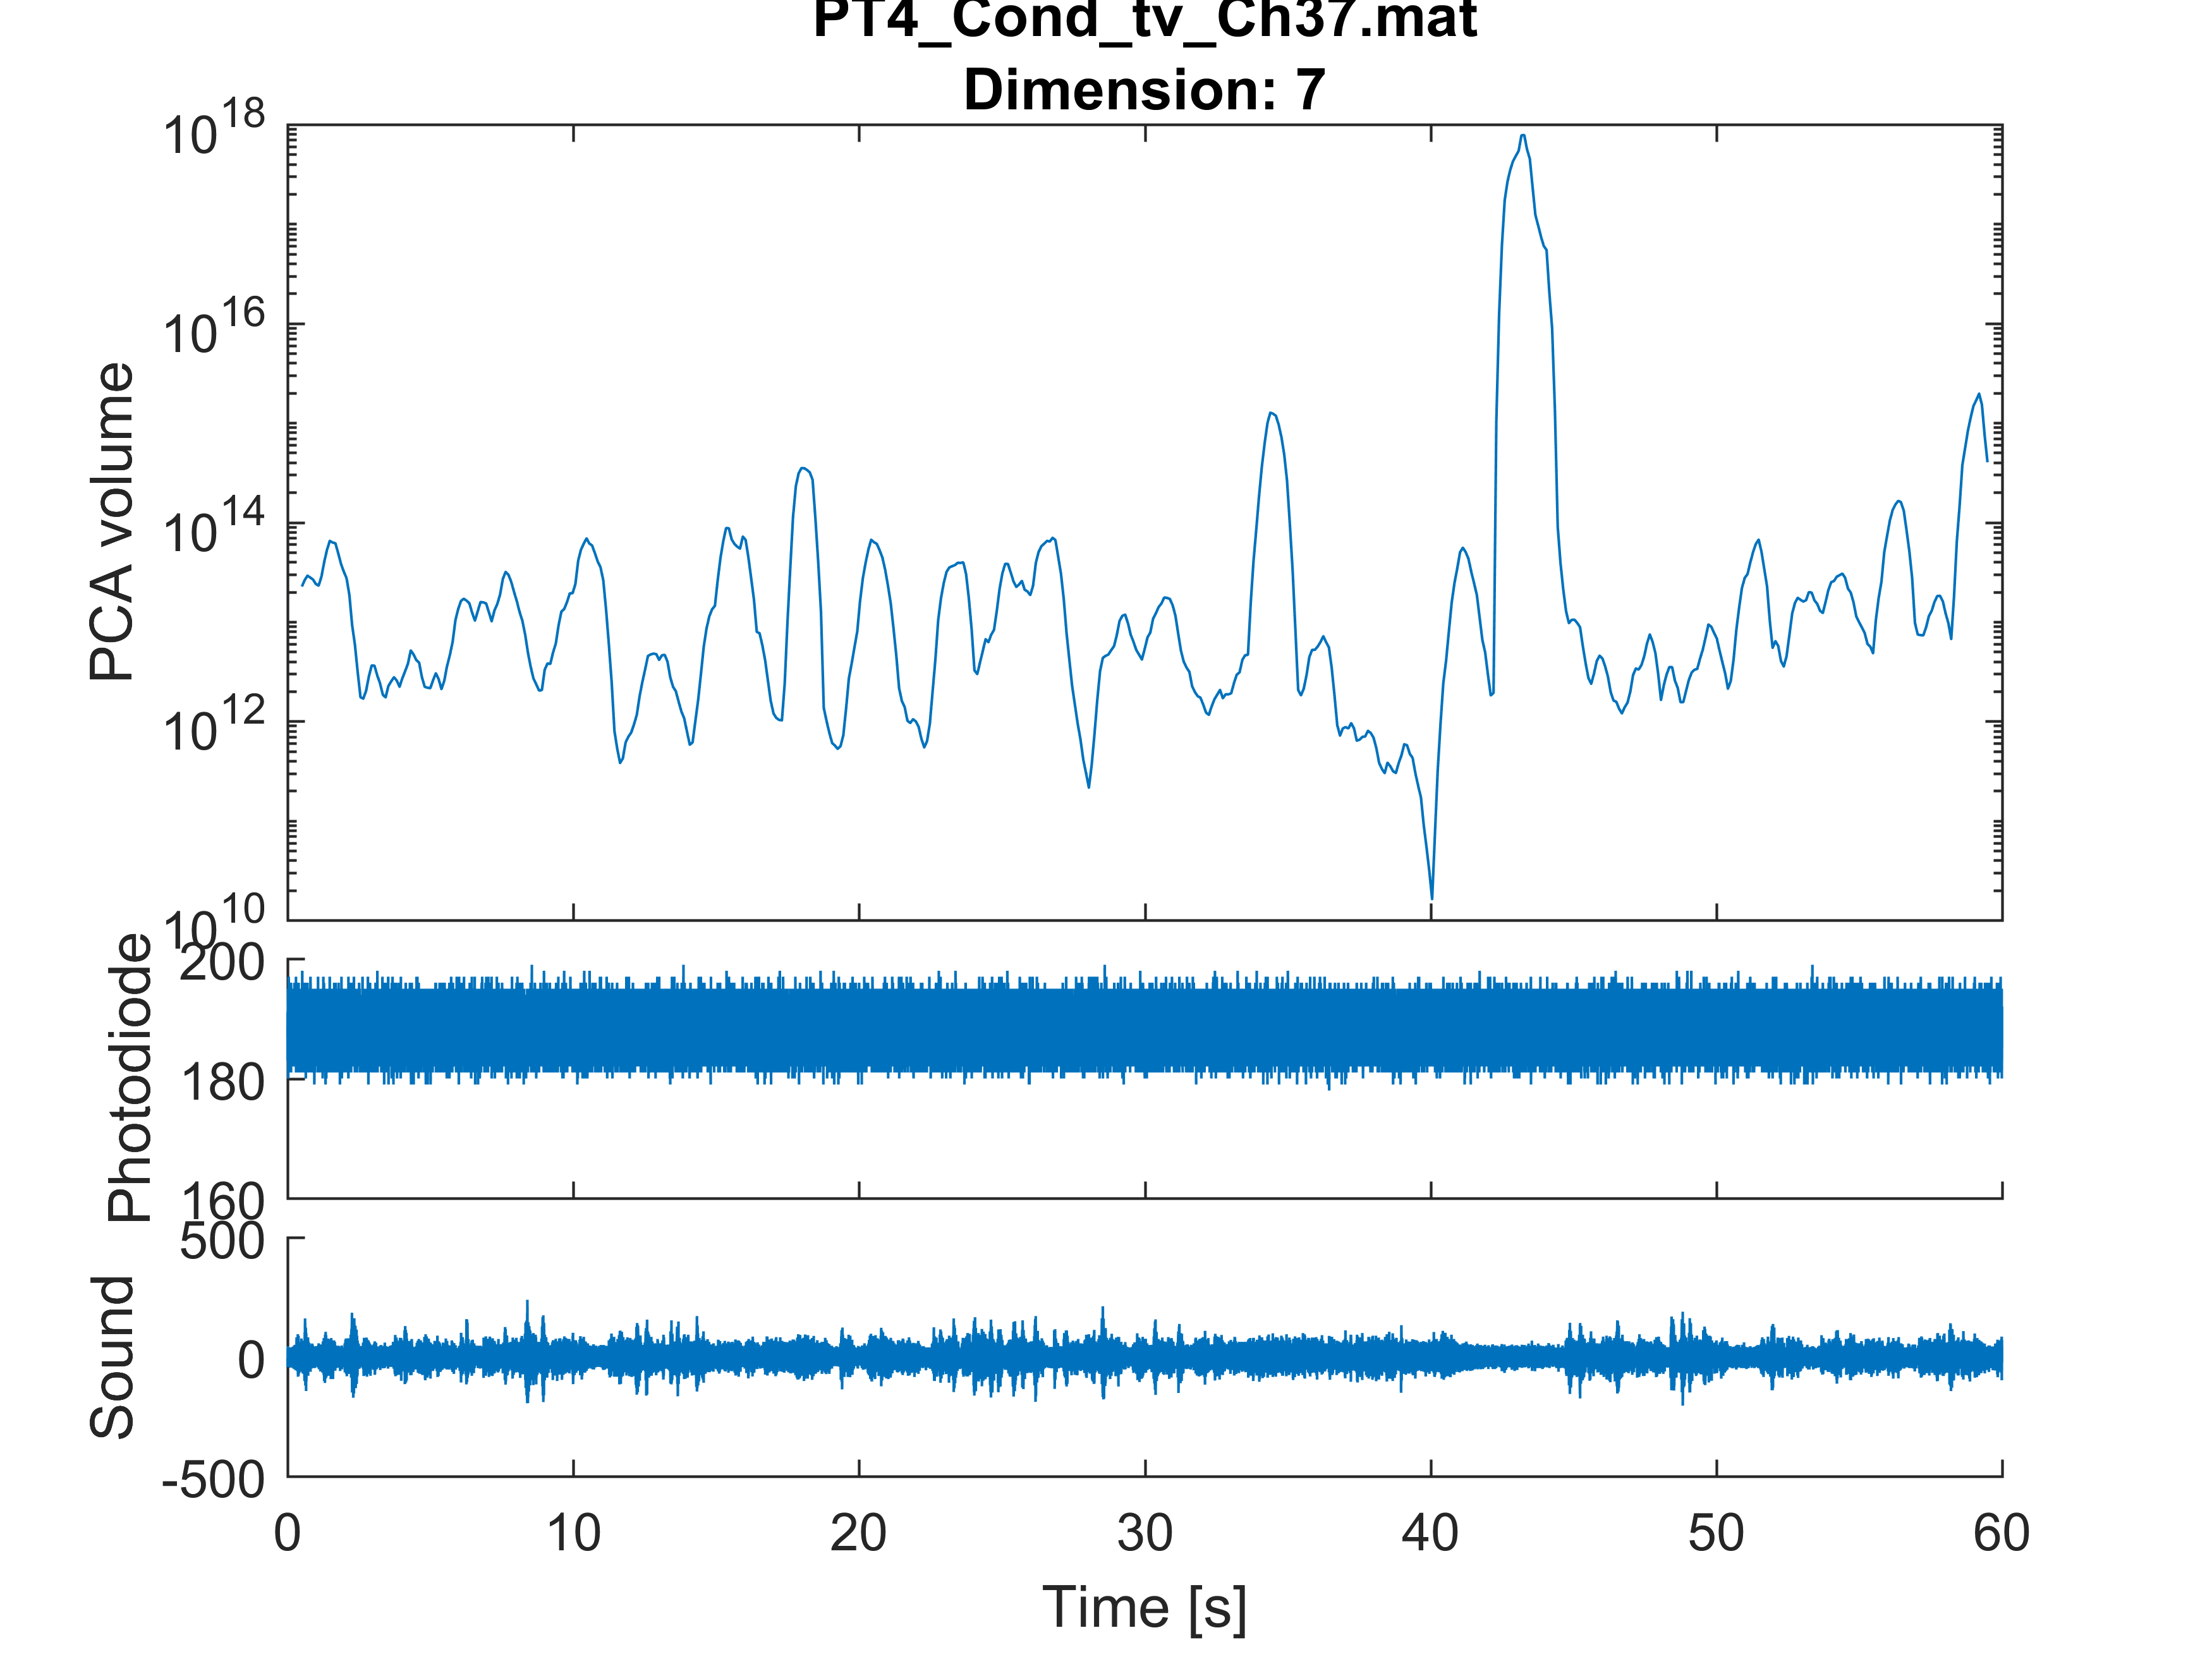 PT4_Cond_tv_Ch37.mat
Dimension: 7
10^18
10^16
10^14
10^12
10^10
PCA volume
200
180
160
Photodiode
500
0
-500
Sound
0 10 20 30 40 50 60
Time [s]